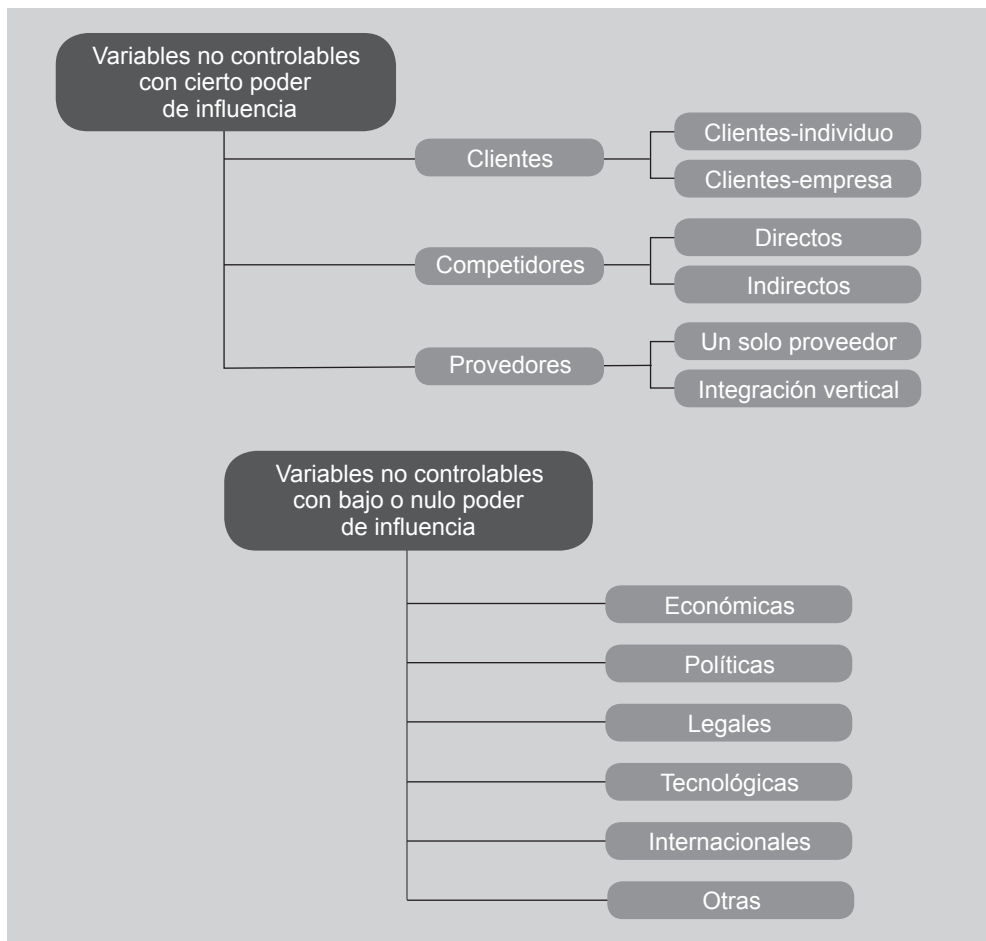 Variables no controlables
con cierto poder
de influencia
Clientes
Clientes-individuo
Clientes-empresa
Competidores
Directos
Indirectos
Provedores
Un solo proveedor
Integración vertical
Variables no controlables
con bajo o nulo poder
de influencia
Económicas
Políticas
Legales
Tecnológicas
Internacionales
Otras